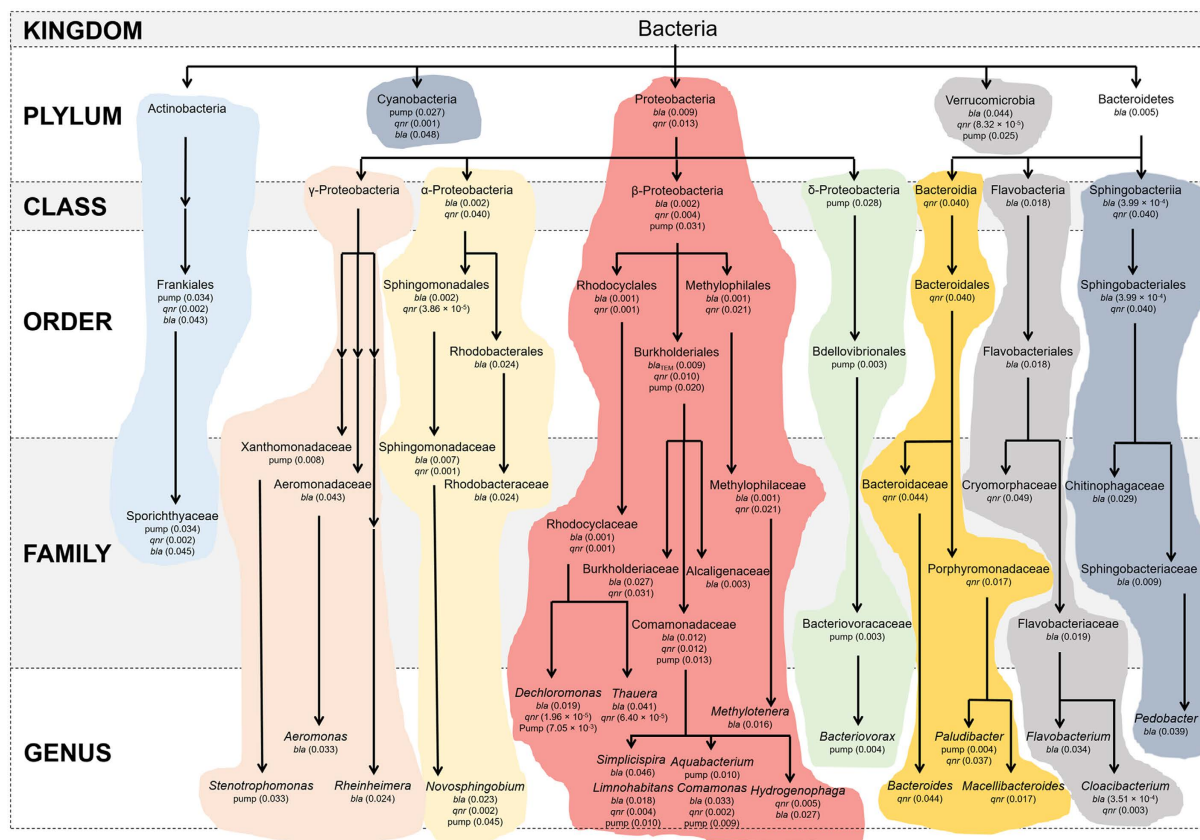 KINGDOM
Bacteria
PLYLUM
Actinobacteria
Cyanobacteria
pump (0.027)
qnr (0.001)
bla (0.048)
Proteobacteria
bla (0.009)
qnr (0.013)
Verrucomicrobia
bla (0.044)
qnr (8.32 × 10⁻⁵)
pump (0.025)
Bacteroidetes
bla (0.005)
CLASS
γ-Proteobacteria
α-Proteobacteria
bla (0.002)
qnr (0.040)
β-Proteobacteria
bla (0.002)
qnr (0.004)
pump (0.031)
δ-Proteobacteria
pump (0.028)
Bacteroidia
qnr (0.040)
Flavobacteria
bla (0.018)
Sphingobacteriia
bla (3.99 × 10⁻⁴)
qnr (0.040)
ORDER
Frankiales
pump (0.034)
qnr (0.002)
bla (0.043)
Sphingomonadales
bla (0.002)
qnr (3.86 × 10⁻⁵)
Rhodobacterales
bla (0.024)
Rhodocyclales
bla (0.001)
qnr (0.001)
Methylophilales
bla (0.001)
qnr (0.021)
Burkholderiales
blaTEM (0.009)
qnr (0.010)
pump (0.020)
Bdellovibrionales
pump (0.003)
Bacteroidales
qnr (0.040)
Flavobacteriales
bla (0.018)
Sphingobacteriales
bla (3.99 × 10⁻⁴)
qnr (0.040)
FAMILY
Sporichthyaceae
pump (0.034)
qnr (0.002)
bla (0.045)
Xanthomonadaceae
pump (0.008)
Aeromonadaceae
bla (0.043)
Sphingomonadaceae
bla (0.007)
qnr (0.001)
Rhodobacteraceae
bla (0.024)
Rhodocyclaceae
bla (0.001)
qnr (0.001)
Methylophilaceae
bla (0.001)
qnr (0.021)
Burkholderiaceae
bla (0.027)
qnr (0.031)
Alcaligenaceae
bla (0.003)
Comamonadaceae
bla (0.012)
qnr (0.012)
pump (0.013)
Bacteriovoracaceae
pump (0.003)
Bacteroidaceae
qnr (0.044)
Porphyromonadaceae
qnr (0.017)
Cryomorphaceae
qnr (0.049)
Flavobacteriaceae
bla (0.019)
Chitinophagaceae
bla (0.029)
Sphingobacteriaceae
bla (0.009)
GENUS
Stenotrophomonas
pump (0.033)
Aeromonas
bla (0.033)
Rheinheimera
bla (0.024)
Novosphingobium
bla (0.023)
qnr (0.002)
pump (0.045)
Dechloromonas
bla (0.019)
qnr (1.96 × 10⁻⁵)
Pump (7.05 × 10⁻³)
Thauera
bla (0.041)
qnr (6.40 × 10⁻⁵)
Methylotenera
bla (0.016)
Simplicispira
bla (0.046)
Aquabacterium
pump (0.010)
Limnohabitans
bla (0.018)
qnr (0.004)
pump (0.010)
Comamonas
bla (0.033)
qnr (0.002)
pump (0.009)
Hydrogenophaga
qnr (0.005)
bla (0.027)
Bacteriovorax
pump (0.004)
Bacteroides
qnr (0.044)
Paludibacter
pump (0.004)
qnr (0.037)
Macellibacteroides
qnr (0.017)
Flavobacterium
bla (0.034)
Cloacibacterium
bla (3.51 × 10⁻⁴)
qnr (0.003)
Pedobacter
bla (0.039)